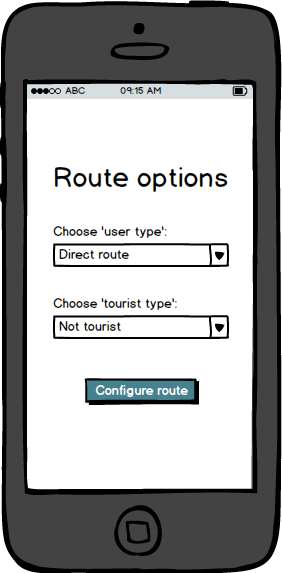 ABC 09:15 AM
Route options
Choose 'user type':
Direct route
Choose 'tourist type':
Not tourist
Configure route